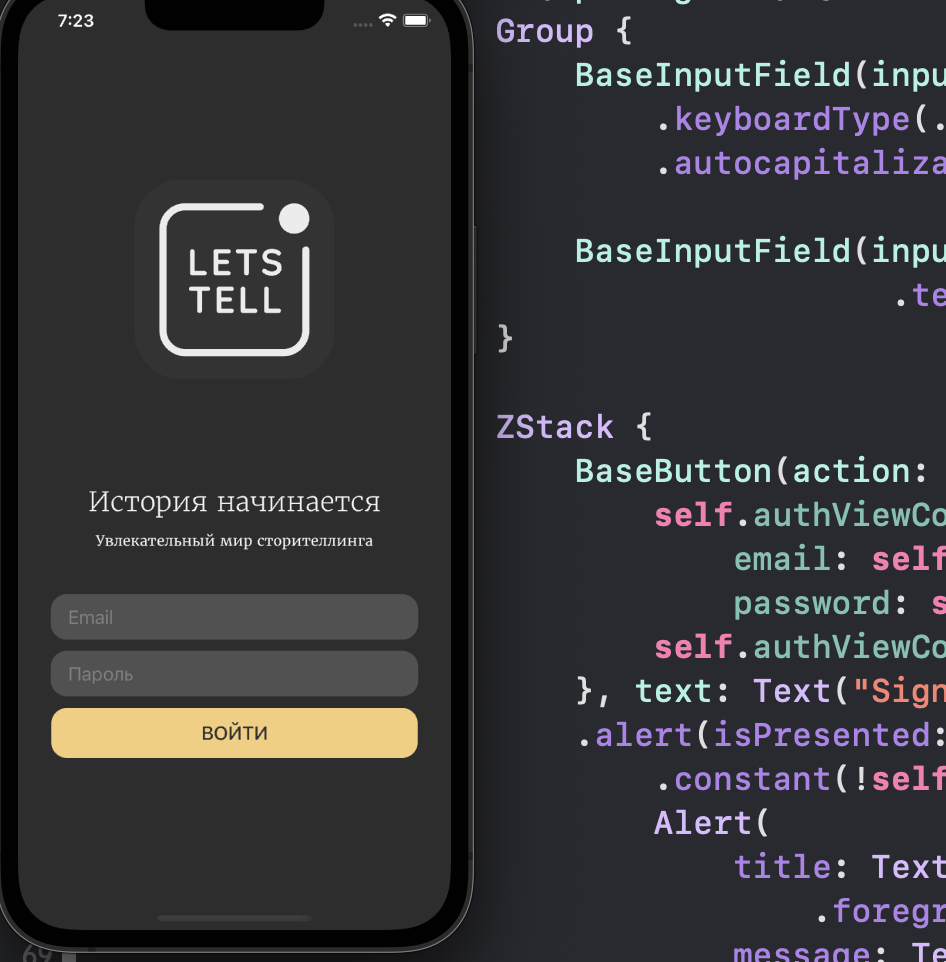 7:23
LETS
TELL
История начинается
Увлекательный мир сторителлинга
Email
Пароль
ВОЙТИ
69
Group {
BaseInputField(inpu
.keyboardType(.
.autocapitaliza
BaseInputField(inpu
.te
}
ZStack {
BaseButton(action:
self.authViewCo
email: self
password: s
self.authViewCo
}, text: Text("Sign
.alert(isPresented:
.constant(!self
Alert(
title: Text
.foregr
message: Te